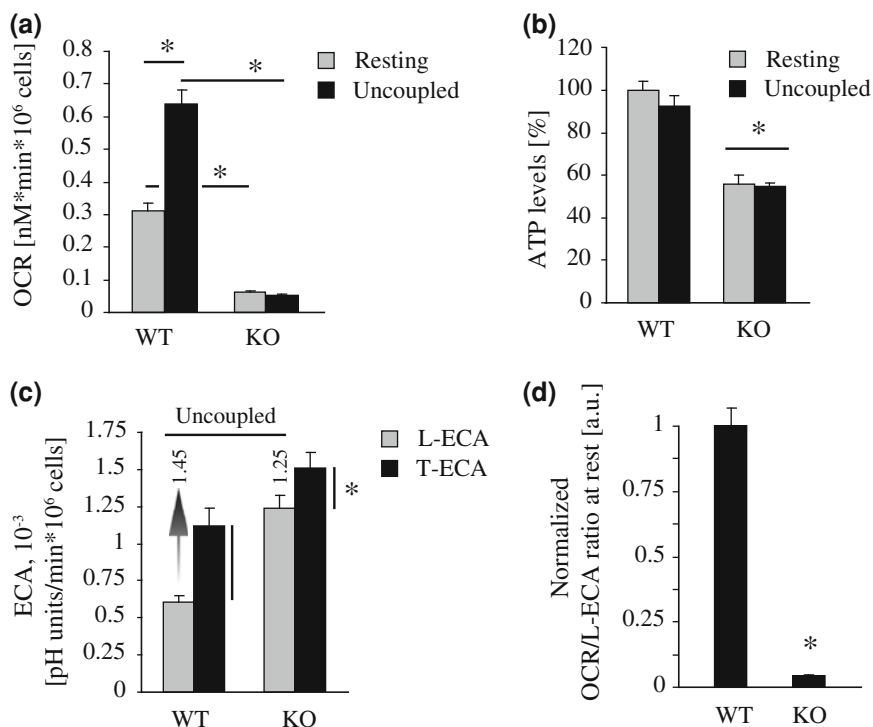 (a)
OCR [nM*min*10⁶ cells]
0.8
0.7
0.6
0.5
0.4
0.3
0.2
0.1
0
*
*
*
Resting
Uncoupled
WT
KO
(b)
ATP levels [%]
120
100
80
60
40
20
0
Resting
Uncoupled
*
WT
KO
(c)
ECA, 10⁻³
[pH units/min*10⁶ cells]
1.75
1.5
1.25
1
0.75
0.5
0.25
0
Uncoupled
1.45
1.25
*
L-ECA
T-ECA
WT
KO
(d)
Normalized
OCR/L-ECA ratio at rest [a.u.]
1
0.75
0.5
0.25
0
*
WT
KO